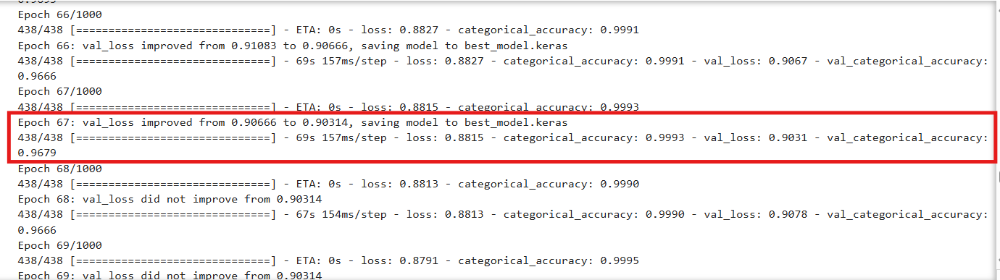 0.9695
Epoch 66/1000
438/438 [==============================] - ETA: 0s - loss: 0.8827 - categorical_accuracy: 0.9991
Epoch 66: val_loss improved from 0.91083 to 0.90666, saving model to best_model.keras
438/438 [==============================] - 69s 157ms/step - loss: 0.8827 - categorical_accuracy: 0.9991 - val_loss: 0.9067 - val_categorical_accuracy:
0.9666
Epoch 67/1000
438/438 [==============================] - ETA: 0s - loss: 0.8815 - categorical_accuracy: 0.9993
Epoch 67: val_loss improved from 0.90666 to 0.90314, saving model to best_model.keras
438/438 [==============================] - 69s 157ms/step - loss: 0.8815 - categorical_accuracy: 0.9993 - val_loss: 0.9031 - val_categorical_accuracy:
0.9679
Epoch 68/1000
438/438 [==============================] - ETA: 0s - loss: 0.8813 - categorical_accuracy: 0.9990
Epoch 68: val_loss did not improve from 0.90314
438/438 [==============================] - 67s 154ms/step - loss: 0.8813 - categorical_accuracy: 0.9990 - val_loss: 0.9078 - val_categorical_accuracy:
0.9666
Epoch 69/1000
438/438 [==============================] - ETA: 0s - loss: 0.8791 - categorical_accuracy: 0.9995
Epoch 69: val_loss did not improve from 0.90314